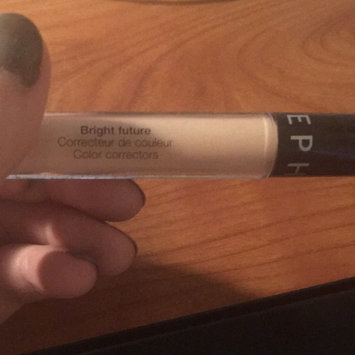 Bright future
Correcteur de couleur
Color correctors
EPH